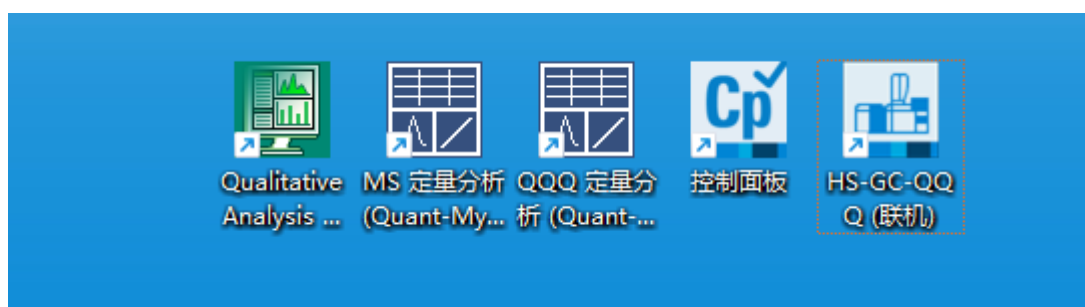 Cp
Qualitative
Analysis ...
MS 定量分析
(Quant-My...
QQQ 定量分
析 (Quant-...
控制面板
HS-GC-QQ
Q (联机)